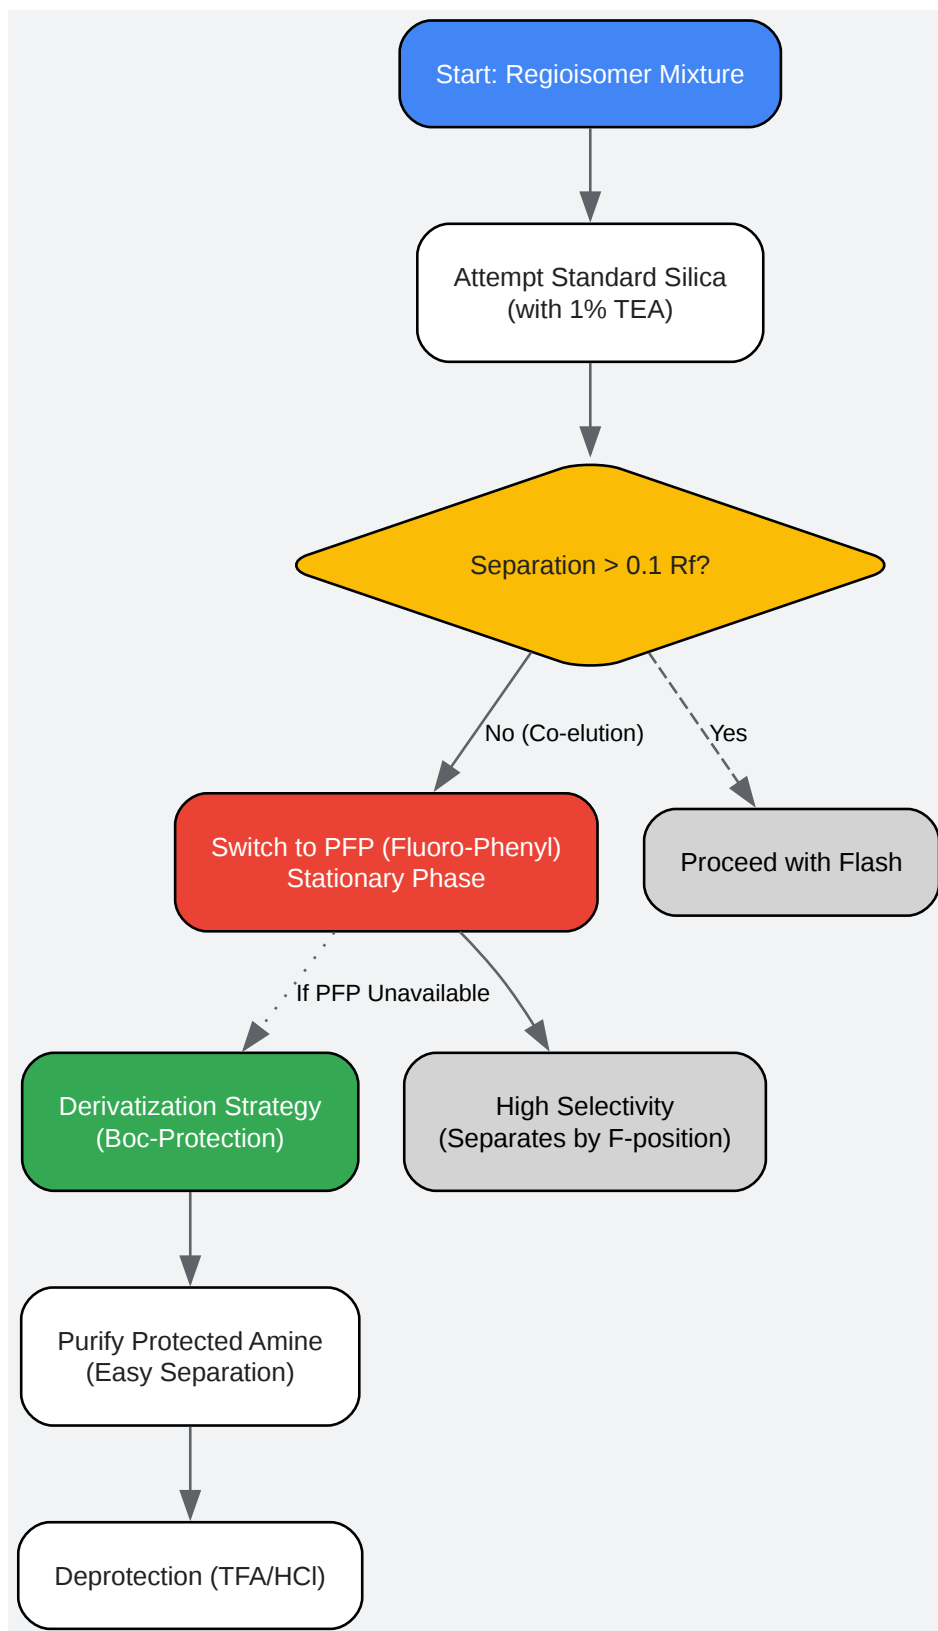 Start: Regioisomer Mixture
Attempt Standard Silica
(with 1% TEA)
Separation > 0.1 Rf?
No (Co-elution)
Yes
Switch to PFP (Fluoro-Phenyl)
Stationary Phase
Proceed with Flash
If PFP Unavailable
Derivatization Strategy
(Boc-Protection)
High Selectivity
(Separates by F-position)
Purify Protected Amine
(Easy Separation)
Deprotection (TFA/HCl)